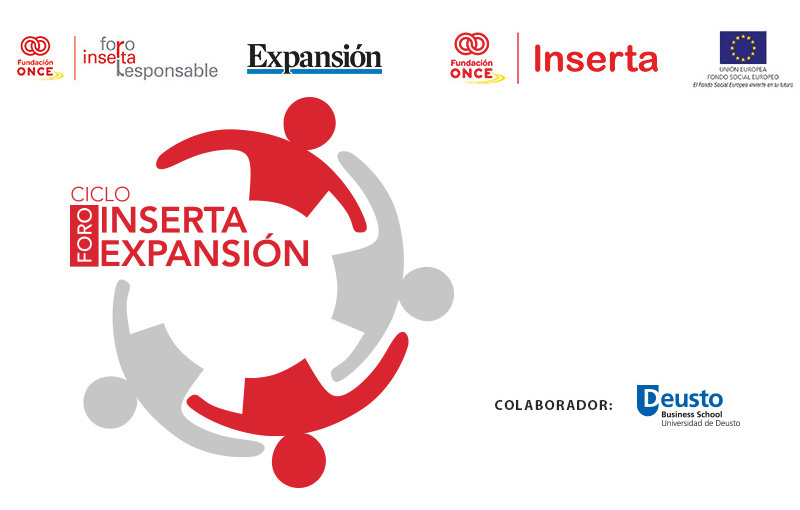 Fundación
ONCE
foro
inserta
responsable
Expansión
Fundación
ONCE
Inserta
UNIÓN EUROPEA
FONDO SOCIAL EUROPEO
El Fondo Social Europeo invierte en tu futuro
CICLO
FORO
INSERTA
EXPANSIÓN
COLABORADOR:
Deusto
Business School
Universidad de Deusto